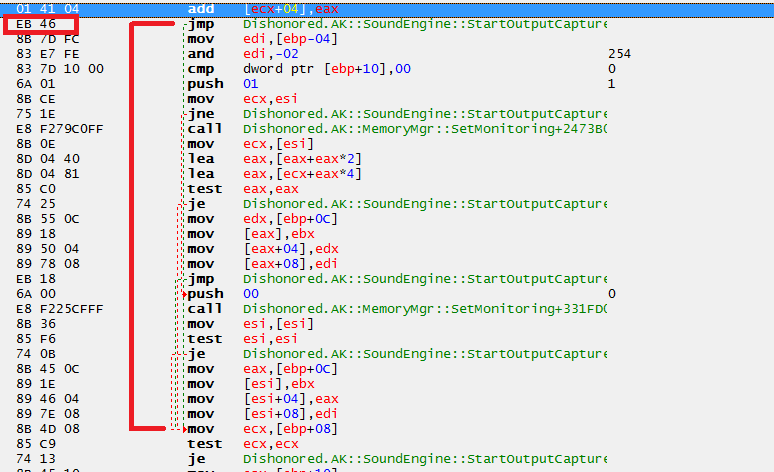 01 41 04 add [ecx+04],eax
EB 46 jmp Dishonored.AK::SoundEngine::StartOutputCapture
8B 7D FC mov edi,[ebp-04]
83 E7 FE and edi,-02 254
83 7D 10 00 cmp dword ptr [ebp+10],00 0
6A 01 push 01 1
8B CE mov ecx,esi
75 1E jne Dishonored.AK::SoundEngine::StartOutputCapture
E8 F279C0FF call Dishonored.AK::MemoryMgr::SetMonitoring+2473B0
8B 0E mov ecx,[esi]
8D 04 40 lea eax,[eax+eax*2]
8D 04 81 lea eax,[ecx+eax*4]
85 C0 test eax,eax
74 25 je Dishonored.AK::SoundEngine::StartOutputCapture
8B 55 0C mov edx,[ebp+0C]
89 18 mov [eax],ebx
89 50 04 mov [eax+04],edx
89 78 08 mov [eax+08],edi
EB 18 jmp Dishonored.AK::SoundEngine::StartOutputCapture
6A 00 push 00 0
E8 F225CFFF call Dishonored.AK::MemoryMgr::SetMonitoring+331FD0
8B 36 mov esi,[esi]
85 F6 test esi,esi
74 0B je Dishonored.AK::SoundEngine::StartOutputCapture
8B 45 0C mov eax,[ebp+0C]
89 1E mov [esi],ebx
89 46 04 mov [esi+04],eax
89 7E 08 mov [esi+08],edi
8B 4D 08 mov ecx,[ebp+08]
85 C9 test ecx,ecx
74 13 je Dishonored.AK::SoundEngine::StartOutputCapture